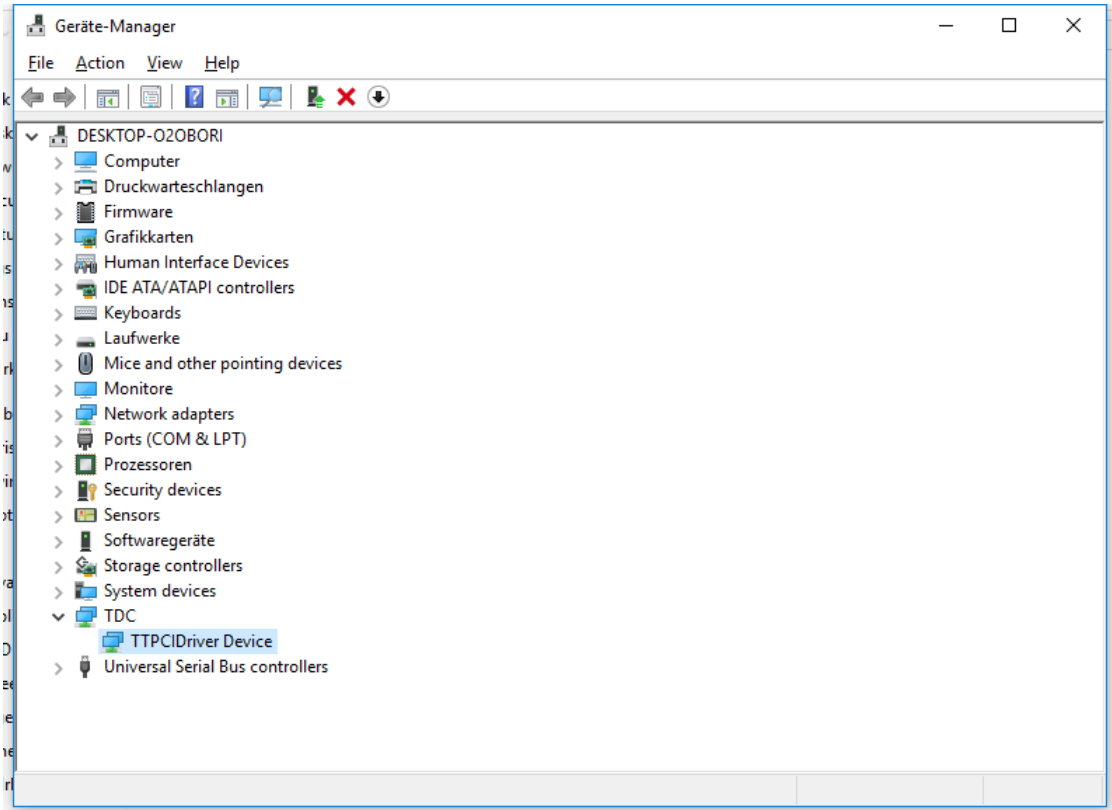 Geräte-Manager
File Action View Help
DESKTOP-O2OBORI
Computer
Druckwarteschlangen
Firmware
Grafikkarten
Human Interface Devices
IDE ATA/ATAPI controllers
Keyboards
Laufwerke
Mice and other pointing devices
Monitore
Network adapters
Ports (COM & LPT)
Prozessoren
Security devices
Sensors
Softwaregeräte
Storage controllers
System devices
TDC
TTPCIDriver Device
Universal Serial Bus controllers